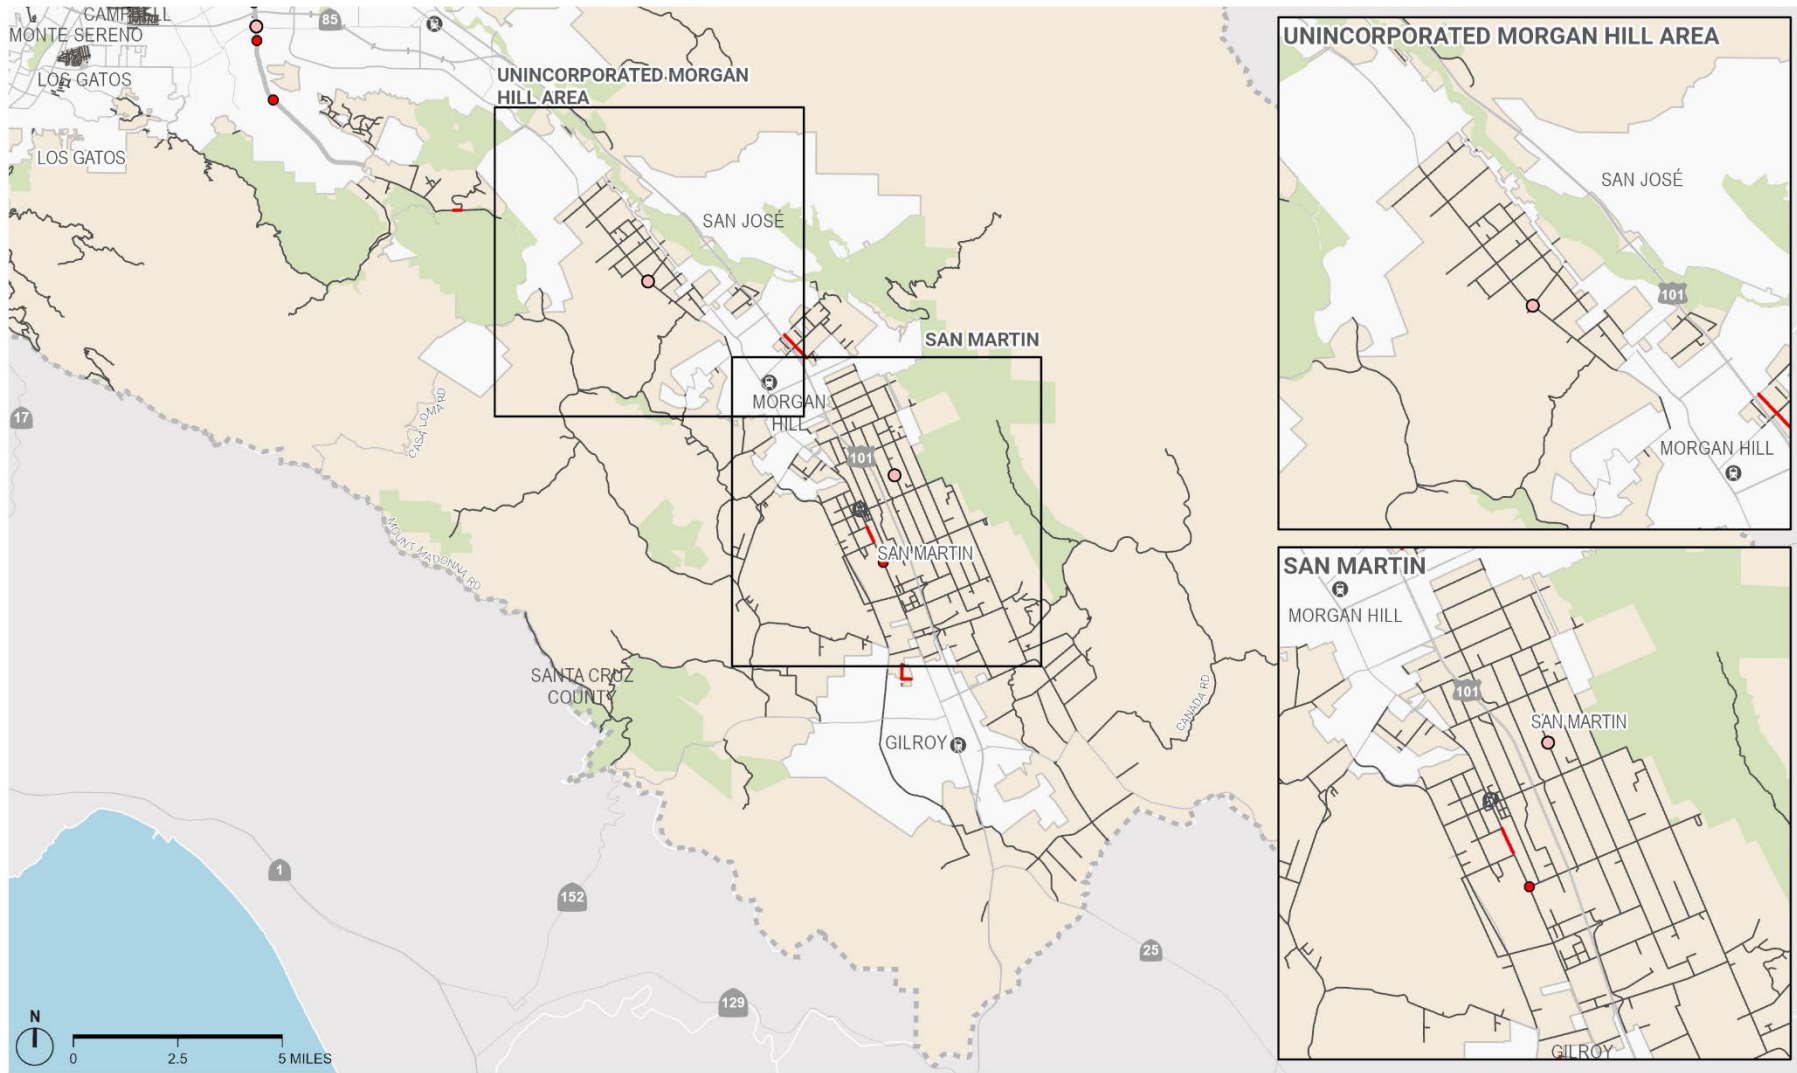 CAMPBELL
85
MONTE SERENO
LOS GATOS
LOS GATOS
UNINCORPORATED MORGAN
HILL AREA
SAN JOSÉ
SAN MARTIN
17
CASA LOMA RD
MORGAN
HILL
101
MOUNT MADONNA RD
SAN MARTIN
SANTA CRUZ
COUNTY
CANADA RD
GILROY
1
152
25
129
N
0
2.5
5 MILES
UNINCORPORATED MORGAN HILL AREA
SAN JOSÉ
101
MORGAN HILL
SAN MARTIN
MORGAN HILL
101
SAN MARTIN
GILROY